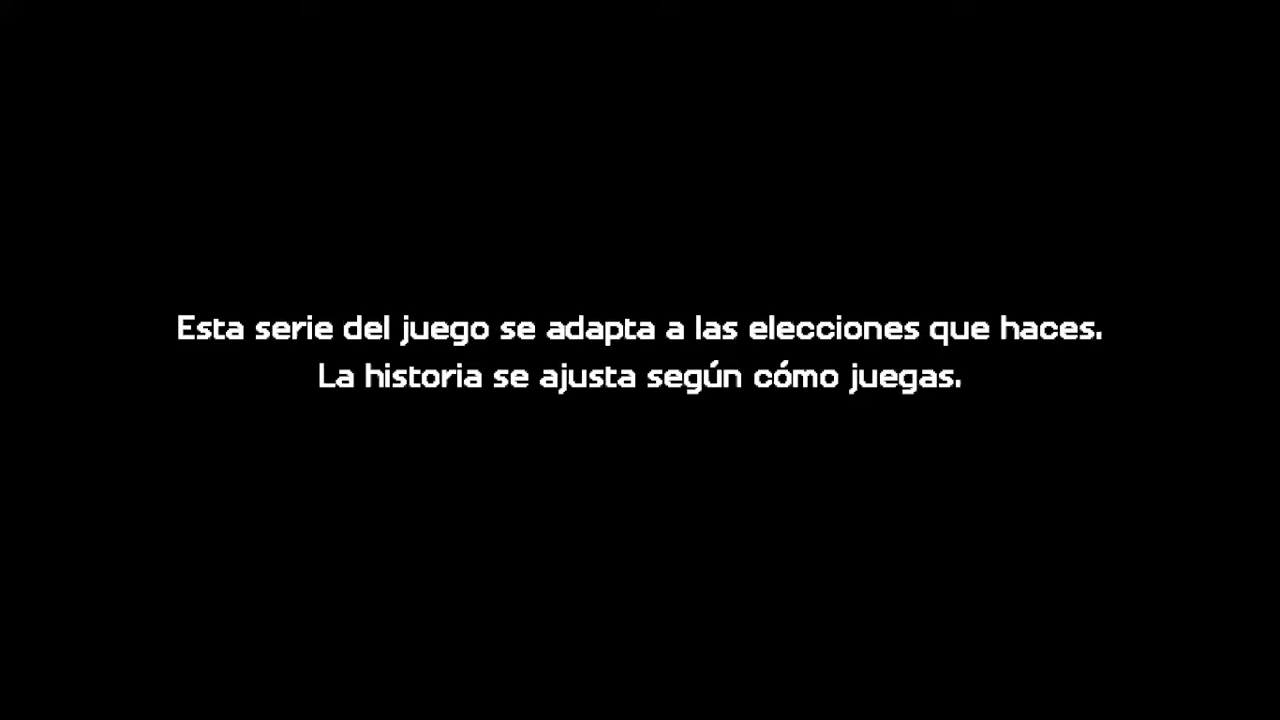 Esta serie del juego se adapta a las elecciones que haces.
La historia se ajusta según cómo juegas.